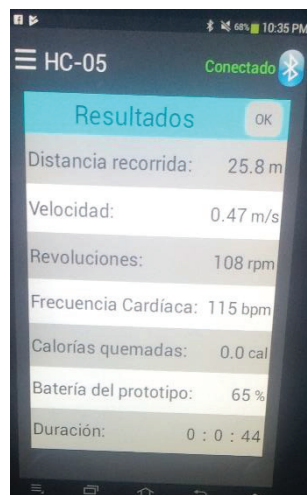 68% 10:35 PM
HC-05 Conectado
Resultados OK
Distancia recorrida: 25.8 m
Velocidad: 0.47 m/s
Revoluciones: 108 rpm
Frecuencia Cardíaca: 115 bpm
Calorías quemadas: 0.0 cal
Batería del prototipo: 65 %
Duración: 0 : 0 : 44